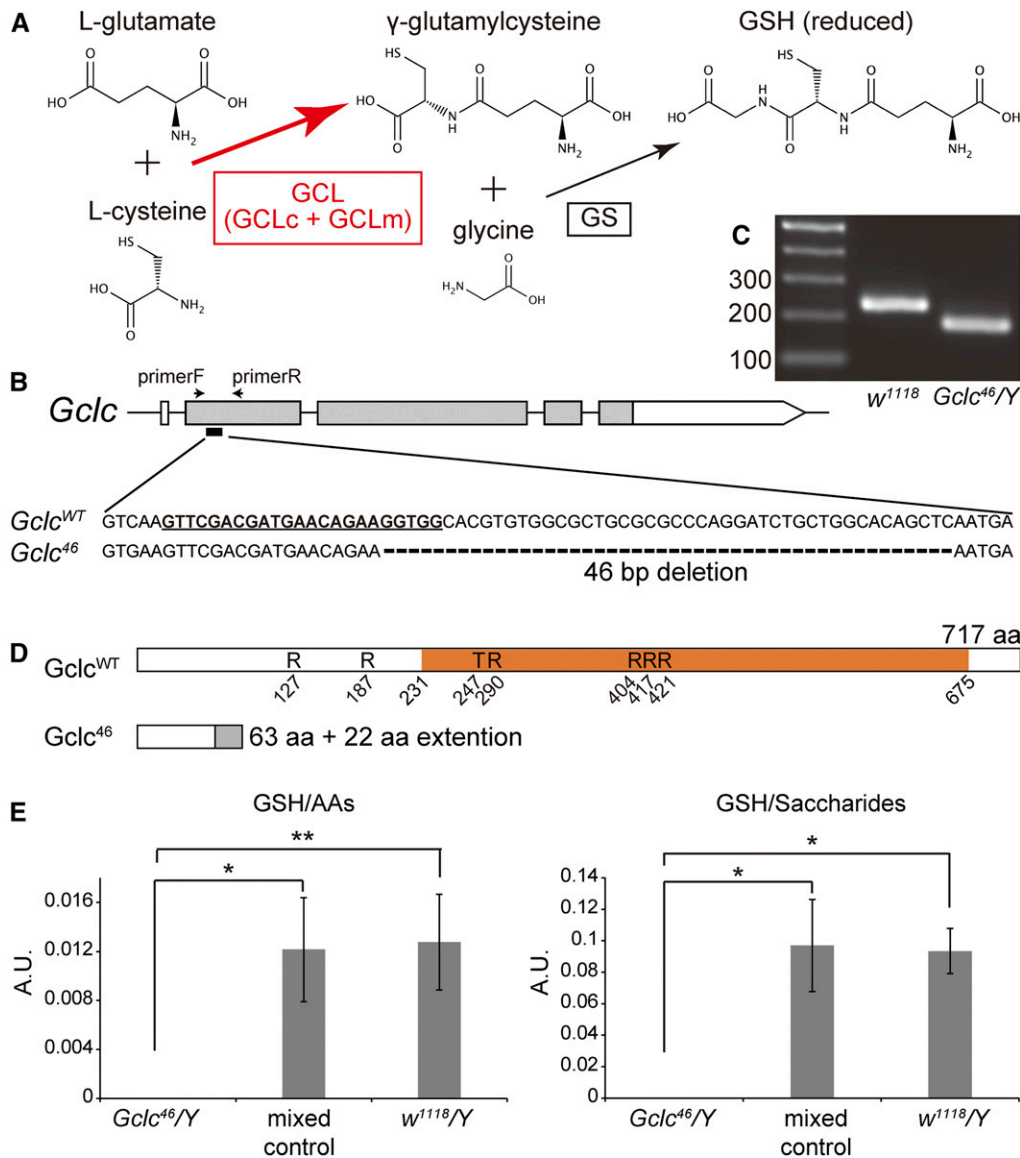 A
L-glutamate
γ-glutamylcysteine
GSH (reduced)
O
O
HO
OH
NH2
HS
O
O
HO
N
H
O
OH
NH2
HS
O
H
N
O
O
HO
O
N
H
OH
NH2
+
L-cysteine
GCL
(GCLc + GCLm)
+
glycine
GS
HS
HO
NH2
O
H2N
O
OH
C
300
200
100
w1118 Gclc46/Y
B
primerF primerR
Gclc
GclcWT GTCAAGTTCGACGATGAACAGAAGGTGGCACGTGTGGCGCTGCGCGCCCAGGATCTGCTGGCACAGCTCAATGA
Gclc46 GTGAAGTTCGACGATGAACAGAA AATGA
46 bp deletion
D
717 aa
GclcWT R R TR RRR
127 187 231 247 290 404 417 421 675
Gclc46 63 aa + 22 aa extention
E
GSH/AAs
**
*
0.016
0.012
0.008
0.004
0
A.U.
Gclc46/Y mixed control w1118/Y
GSH/Saccharides
*
*
0.14
0.12
0.1
0.08
0.06
0.04
0.02
0
A.U.
Gclc46/Y mixed control w1118/Y